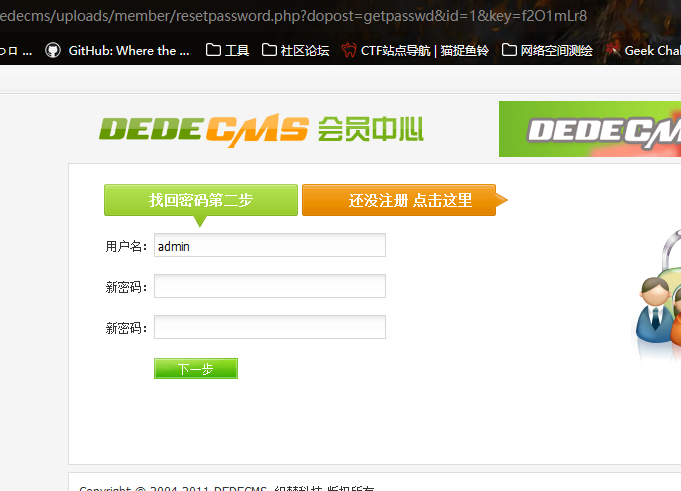 edecms/uploads/member/resetpassword.php?dopost=getpasswd&id=1&key=f2O1mLr8
GitHub: Where the ... 工具 社区论坛 CTF站点导航 | 猫捉鱼铃 网络空间测绘 Geek Chal
DEDECMS 会员中心
DEDECM
找回密码第二步 还没注册 点击这里
用户名: admin
新密码:
新密码:
下一步
Copyright © 2004-2011 DEDECMS. 织梦科技 版权所有